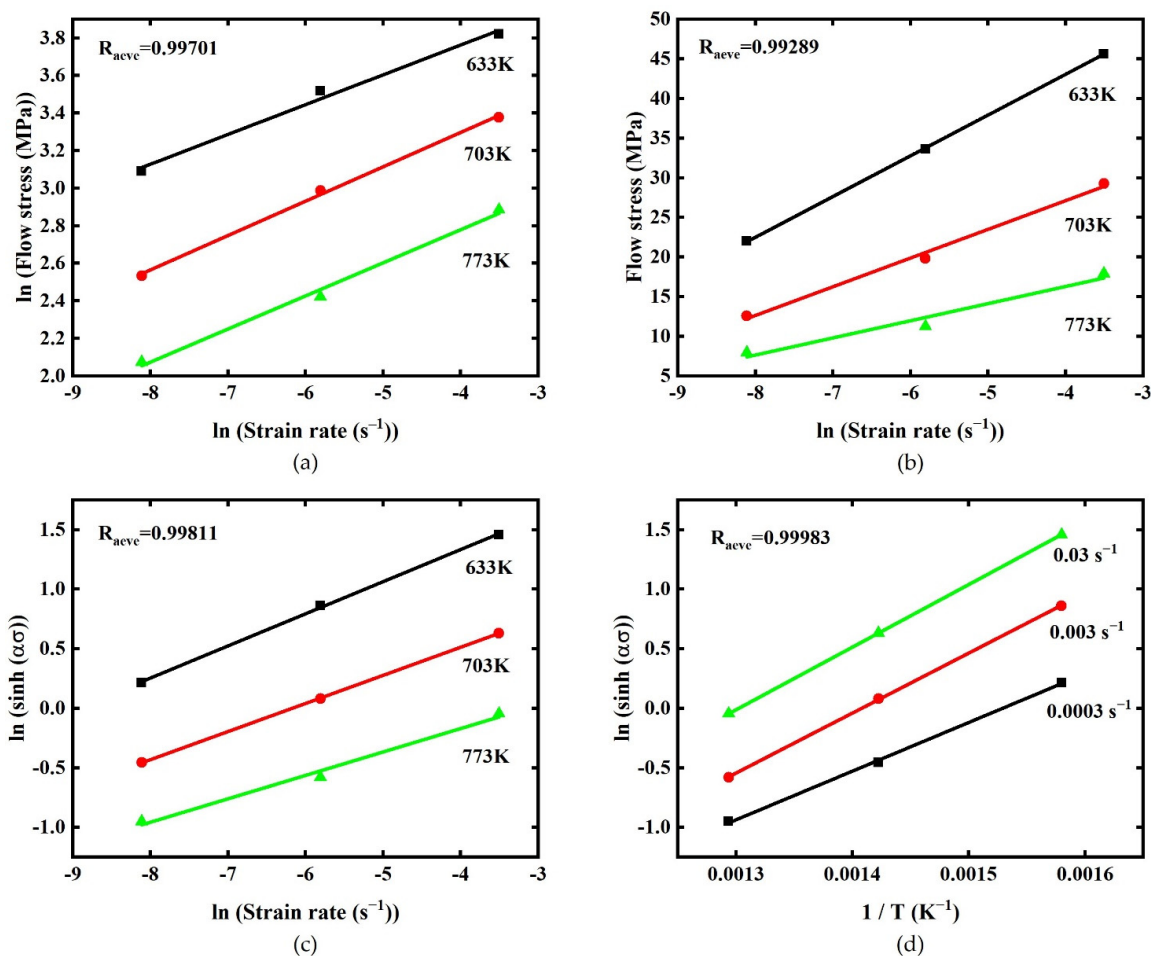 R_aeve=0.99701
633K
703K
773K
3.8
3.6
3.4
3.2
3.0
2.8
2.6
2.4
2.2
2.0
-9 -8 -7 -6 -5 -4 -3
ln (Flow stress (MPa))
ln (Strain rate (s⁻¹))
(a)
R_aeve=0.99289
633K
703K
773K
50
45
40
35
30
25
20
15
10
5
-9 -8 -7 -6 -5 -4 -3
Flow stress (MPa)
ln (Strain rate (s⁻¹))
(b)
R_aeve=0.99811
633K
703K
773K
1.5
1.0
0.5
0.0
-0.5
-1.0
-9 -8 -7 -6 -5 -4 -3
ln (sinh (ασ))
ln (Strain rate (s⁻¹))
(c)
R_aeve=0.99983
0.03 s⁻¹
0.003 s⁻¹
0.0003 s⁻¹
1.5
1.0
0.5
0.0
-0.5
-1.0
0.0013 0.0014 0.0015 0.0016
ln (sinh (ασ))
1 / T (K⁻¹)
(d)